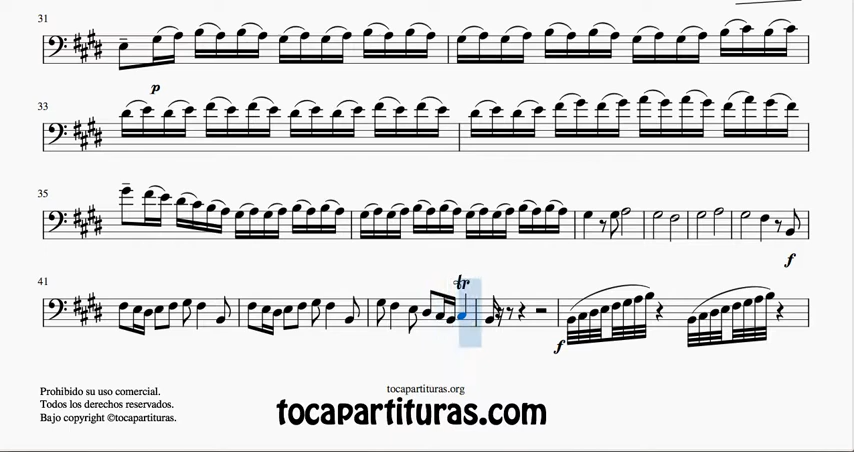 31
p
33
35
f
41
tr
f
Prohibido su uso comercial.
Todos los derechos reservados.
Bajo copyright ©tocapartituras.
tocapartituras.org
tocapartituras.com